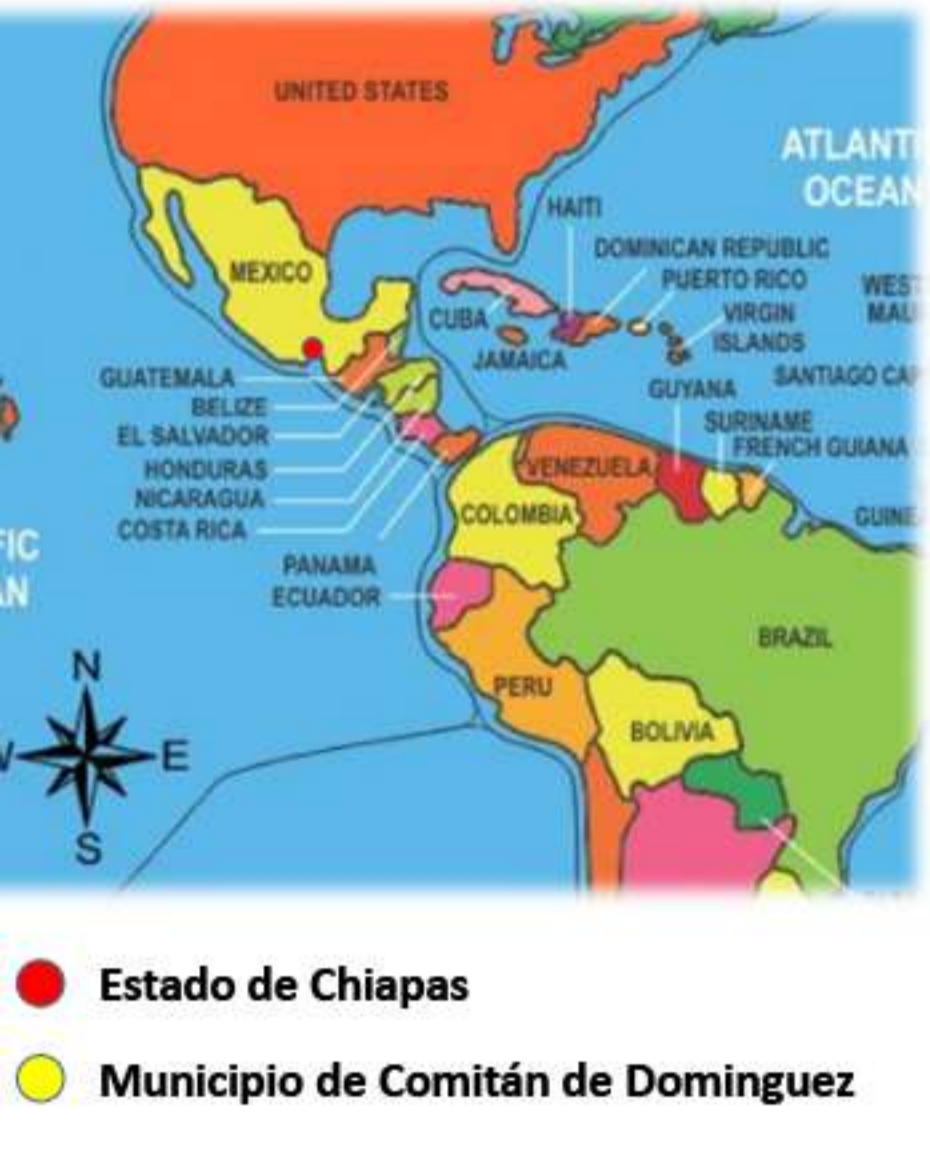 UNITED STATES
ATLANT
OCEAN
HAITI
DOMINICAN REPUBLIC
MEXICO
PUERTO RICO
WEST
CUBA
VIRGIN
ISLANDS
JAMAICA
GUATEMALA
SANTIAGO
GUYANA
BELIZE
SURINAME
EL SALVADOR
FRENCH GUIANA
HONDURAS
VENEZUELA
NICARAGUA
COLOMBIA
COSTA RICA
GUINE
FIC
AN
PANAMA
ECUADOR
BRAZIL
N
PERU
BOLIVIA
E
S
Estado de Chiapas
Municipio de Comitán de Dominguez